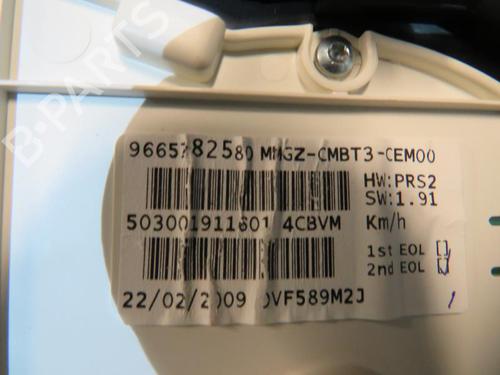 B-PARTS
9665782580 MMGZ-CMBT3-CEM00
HW:PRS2
SW:1.91
503001911601 4CBVM Km/h
1st EOL []
2nd EOL []
22/02/2009 DVF589M2J